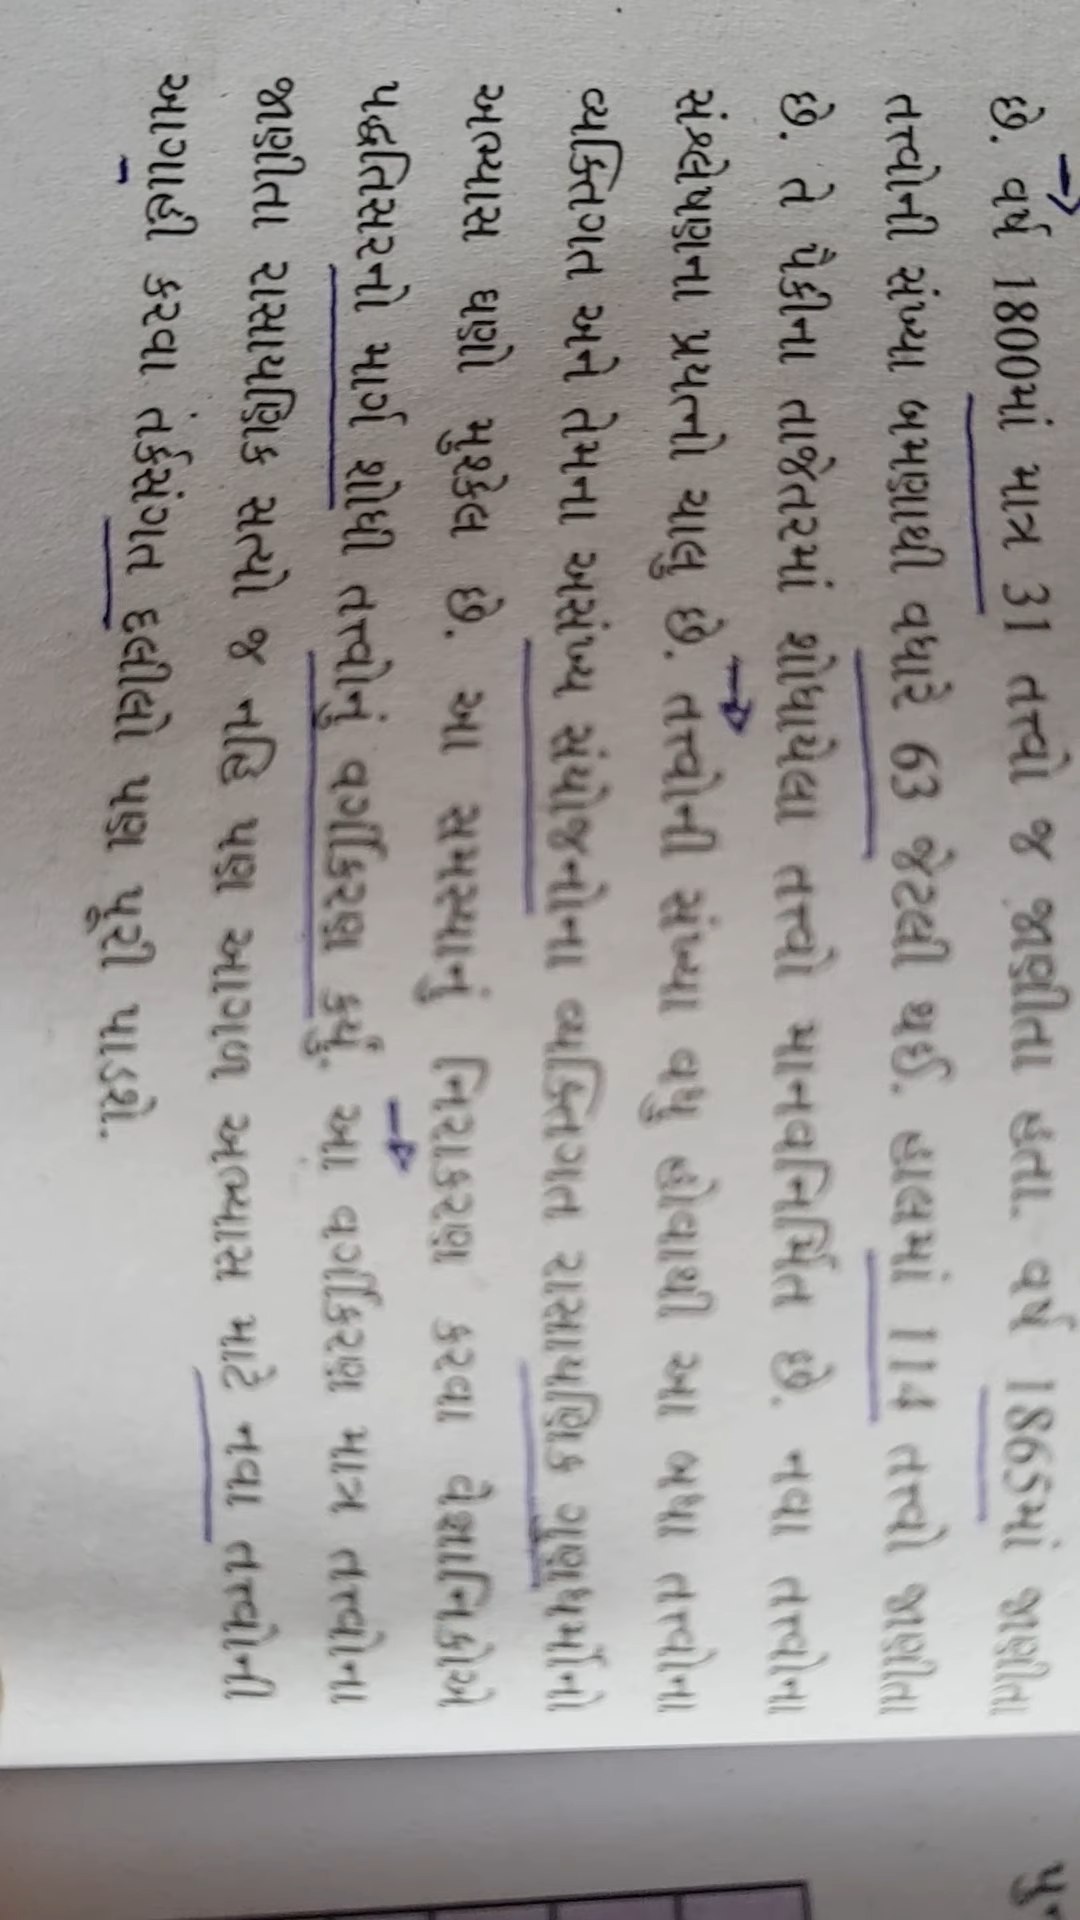 છે. વર્ષ 1800માં માત્ર 31 તત્ત્વો જ જાણીતા હતા. વર્ષ 1865માં જાણીતા
તત્ત્વોની સંખ્યા બમણાથી વધારે 63 જેટલી થઈ. હાલમાં 114 તત્ત્વો જાણીતા
છે. તે પૈકીના તાજેતરમાં શોધાયેલા તત્ત્વો માનવનિર્મિત છે. નવા તત્ત્વોના
સંશ્લેષણના પ્રયત્નો ચાલુ છે. તત્ત્વોની સંખ્યા વધુ હોવાથી આ બધા તત્ત્વોના
વ્યક્તિગત અને તેમના અસંખ્ય સંયોજનોના વ્યક્તિગત રાસાયણિક ગુણધર્મોનો
અભ્યાસ ઘણો મુશ્કેલ છે. આ સમસ્યાનું નિરાકરણ કરવા વૈજ્ઞાનિકોએ
પદ્ધતિસરનો માર્ગ શોધી તત્ત્વોનું વર્ગીકરણ કર્યું. આ વર્ગીકરણ માત્ર તત્ત્વોના
જાણીતા રાસાયણિક સત્યો જ નહિ પણ આગળ અભ્યાસ માટે નવા તત્ત્વોની
આગાહી કરવા તર્કસંગત દલીલો પણ પૂરી પાડશે.